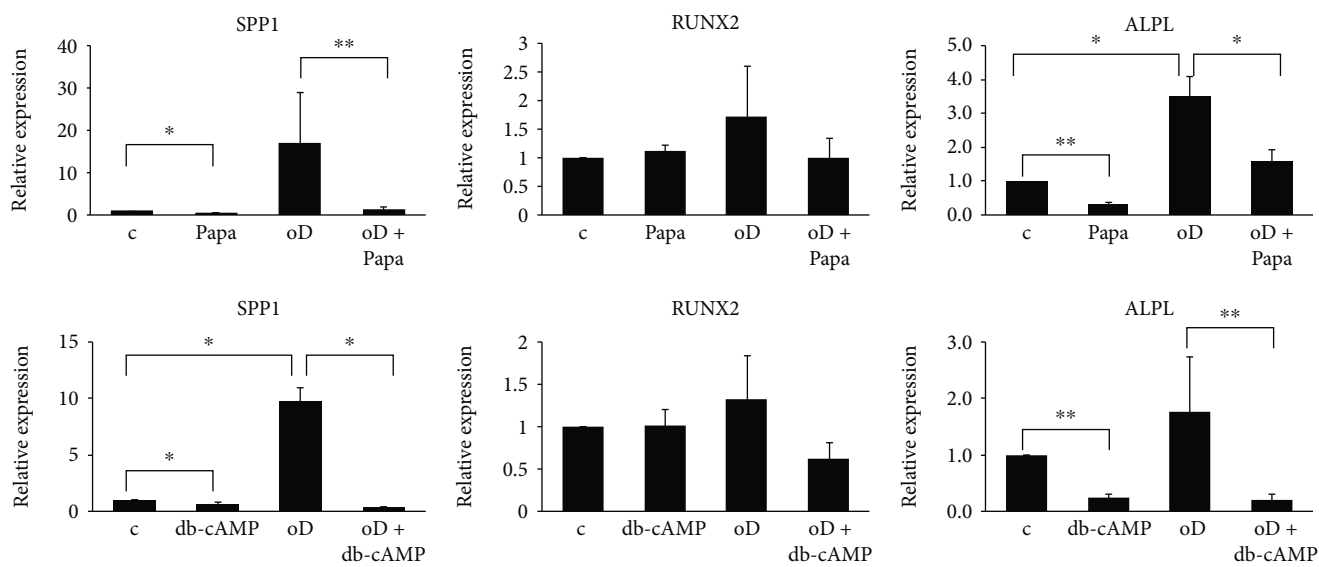 SPP1
Relative expression
40
30
20
10
0
**
*
c Papa oD oD +
Papa
RUNX2
Relative expression
3
2.5
2
1.5
1
0.5
0
c Papa oD oD +
Papa
ALPL
Relative expression
5.0
4.0
3.0
2.0
1.0
0.0
* *
**
c Papa oD oD +
Papa
SPP1
Relative expression
15
10
5
0
* *
*
c db-cAMP oD oD +
db-cAMP
RUNX2
Relative expression
2
1.5
1
0.5
0
c db-cAMP oD oD +
db-cAMP
ALPL
Relative expression
3.0
2.0
1.0
0.0
**
**
c db-cAMP oD oD +
db-cAMP